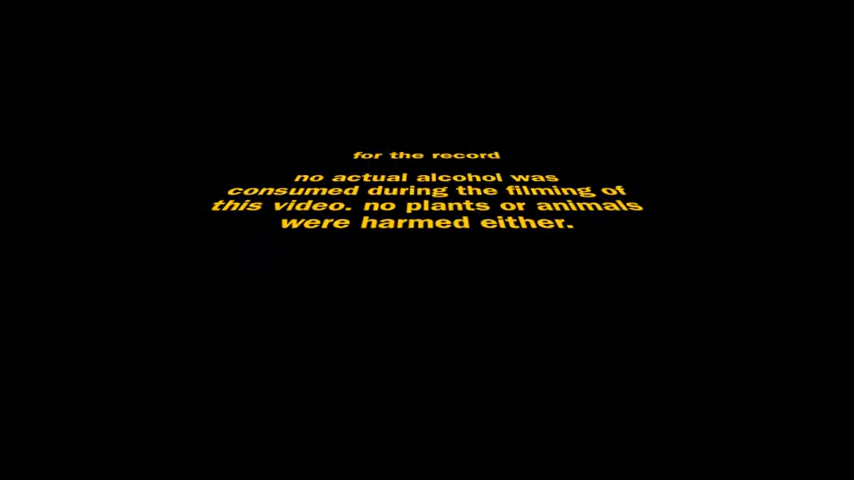 for the record
no actual alcohol was
consumed during the filming of
this video. no plants or animals
were harmed either.